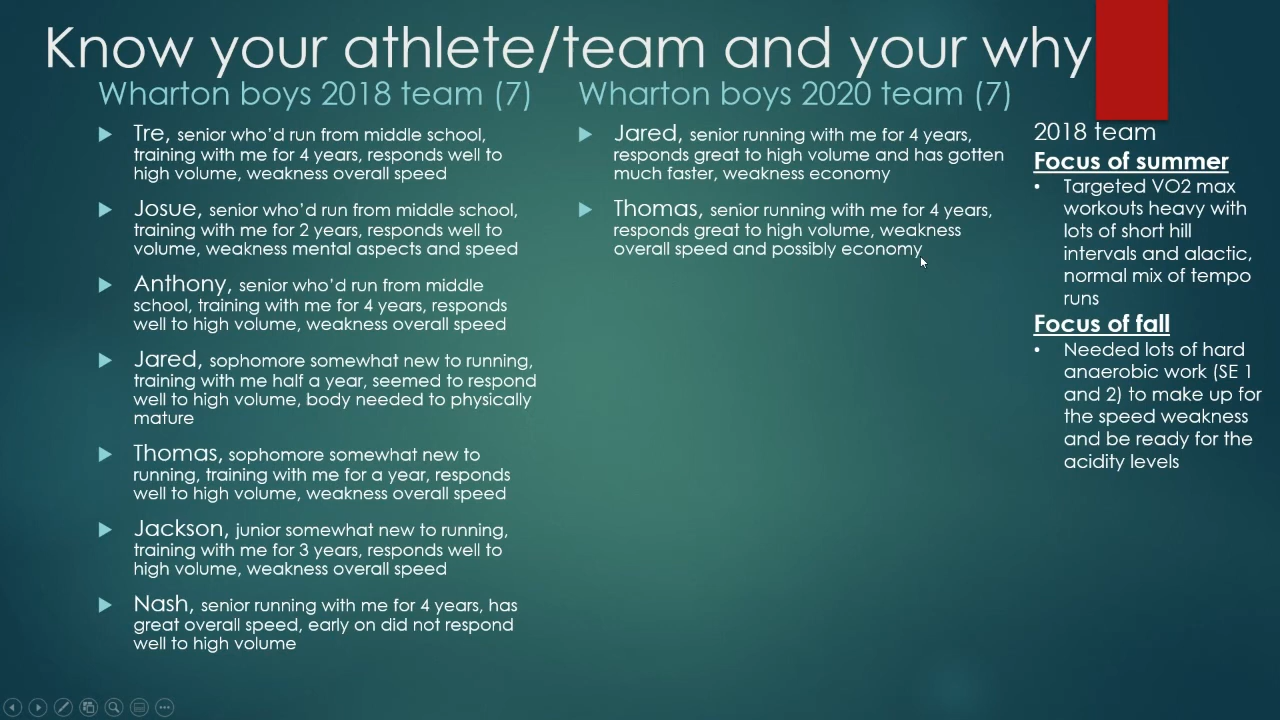 Know your athlete/team and your why
Wharton boys 2018 team (7)
Tre, senior who'd run from middle school,
training with me for 4 years, responds well to
high volume, weakness overall speed
Josue, senior who'd run from middle school,
training with me for 2 years, responds well to
volume, weakness mental aspects and speed
Anthony, senior who'd run from middle
school, training with me for 4 years, responds
well to high volume, weakness overall speed
Jared, sophomore somewhat new to running,
training with me half a year, seemed to respond
well to high volume, body needed to physically
mature
Thomas, sophomore somewhat new to
running, training with me for a year, responds
well to high volume, weakness overall speed
Jackson, junior somewhat new to running,
training with me for 3 years, responds well to
high volume, weakness overall speed
Nash, senior running with me for 4 years, has
great overall speed, early on did not respond
well to high volume
Wharton boys 2020 team (7)
Jared, senior running with me for 4 years,
responds great to high volume and has gotten
much faster, weakness economy
Thomas, senior running with me for 4 years,
responds great to high volume, weakness
overall speed and possibly economy
2018 team
Focus of summer
• Targeted VO2 max
workouts heavy with
lots of short hill
intervals and alactic,
normal mix of tempo
runs
Focus of fall
• Needed lots of hard
anaerobic work (SE 1
and 2) to make up for
the speed weakness
and be ready for the
acidity levels